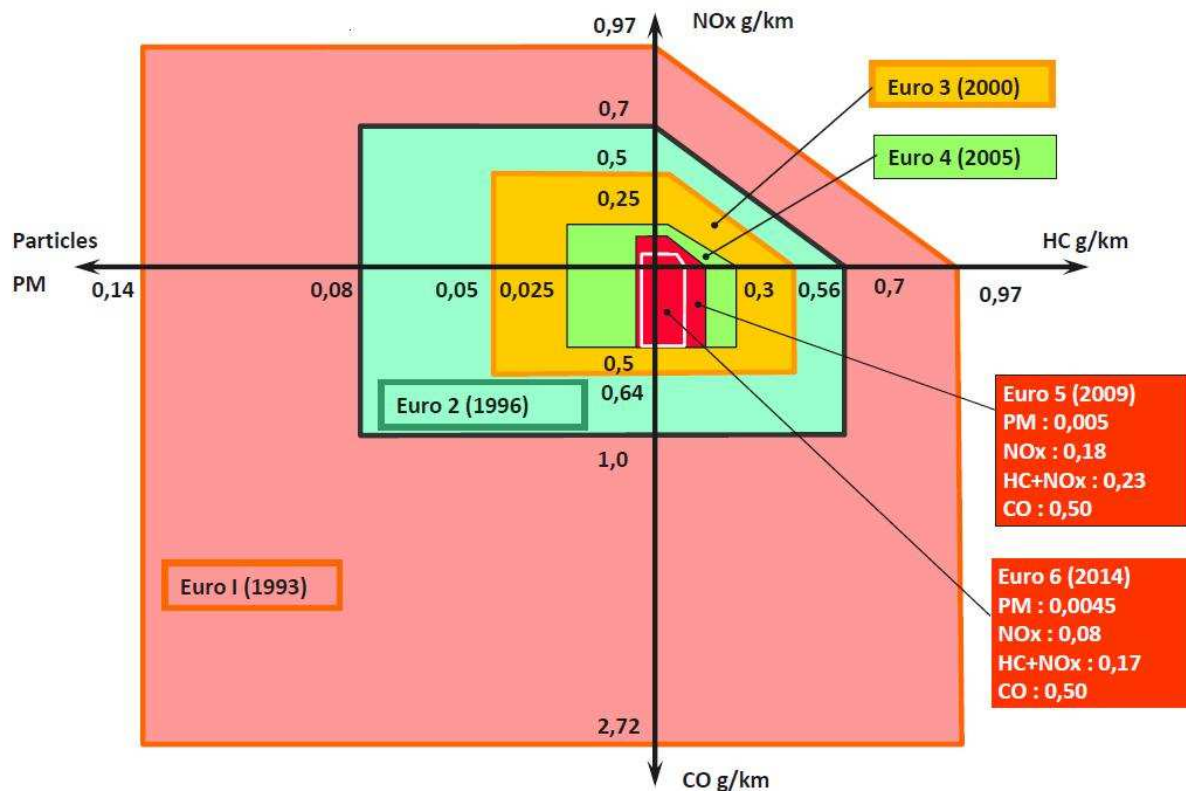 0,97
NOx g/km
Euro 3 (2000)
0,7
Euro 4 (2005)
0,5
0,25
Particles
PM
HC g/km
0,14
0,08
0,05
0,025
0,3
0,56
0,7
0,97
0,5
0,64
Euro 2 (1996)
1,0
Euro 5 (2009)
PM : 0,005
NOx : 0,18
HC+NOx : 0,23
CO : 0,50
Euro I (1993)
Euro 6 (2014)
PM : 0,0045
NOx : 0,08
HC+NOx : 0,17
CO : 0,50
2,72
CO g/km